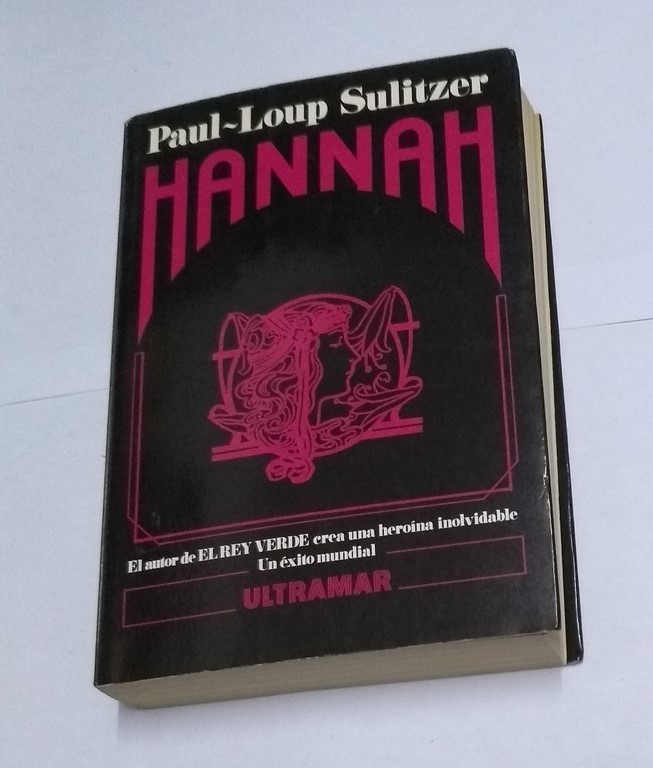 Paul~Loup Sulitzer
HANNAH
El autor de EL REY VERDE crea una heroína inolvidable
Un éxito mundial
ULTRAMAR